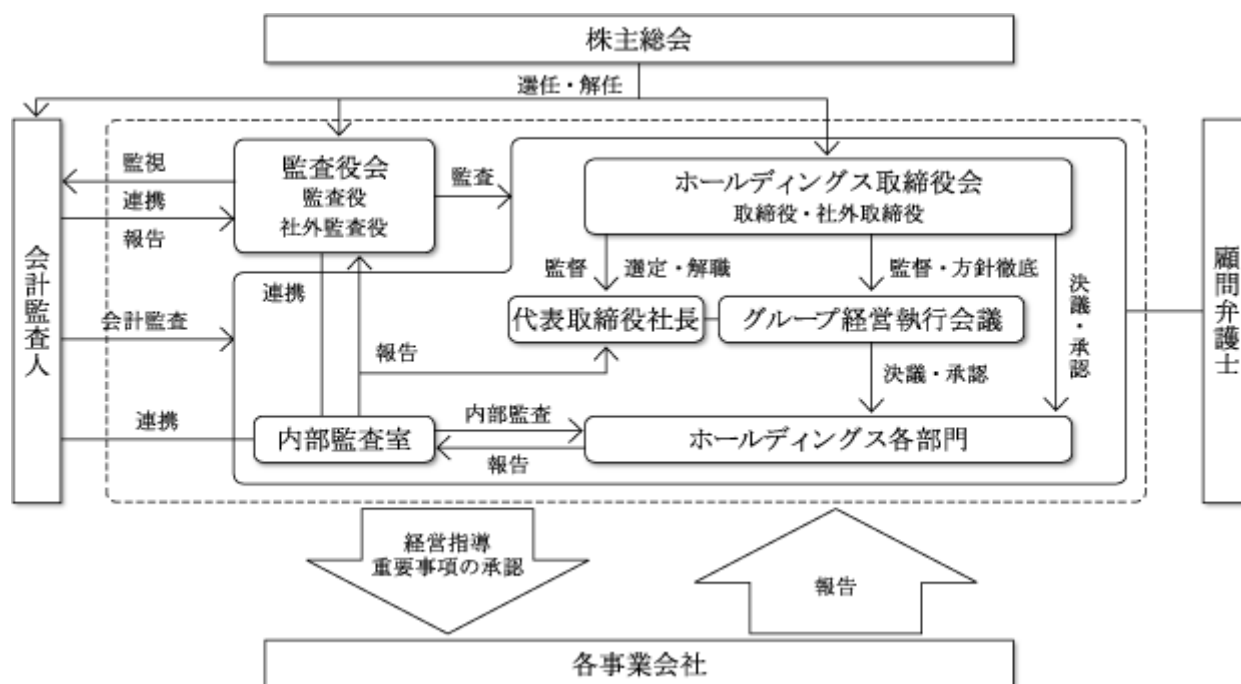 株主総会
選任・解任
監視
連携
報告
監査役会
監査役
社外監査役
監査
ホールディングス取締役会
取締役・社外取締役
監督
選定・解職
監督・方針徹底
決議・承認
連携
会計監査人
会計監査
代表取締役社長
グループ経営執行会議
顧問弁護士
報告
決議・承認
連携
内部監査室
内部監査
報告
ホールディングス各部門
経営指導
重要事項の承認
報告
各事業会社